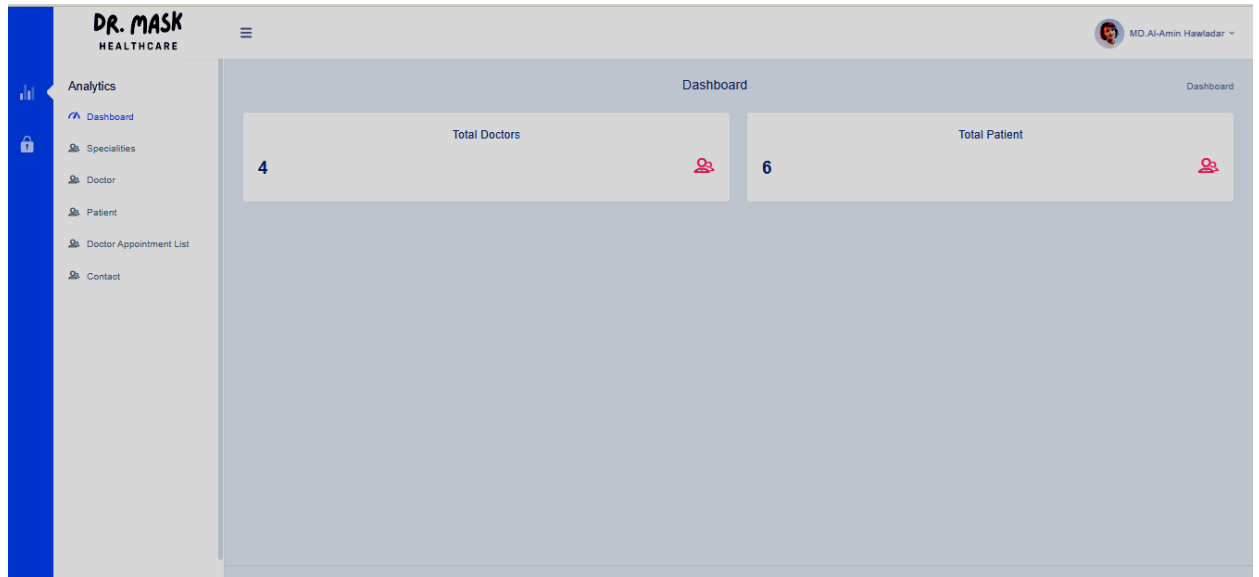 DR. MASK
HEALTHCARE
MD.Al-Amin Hawladar
Analytics
Dashboard
Specialities
Doctor
Patient
Doctor Appointment List
Contact
Dashboard
Dashboard
Total Doctors
4
Total Patient
6